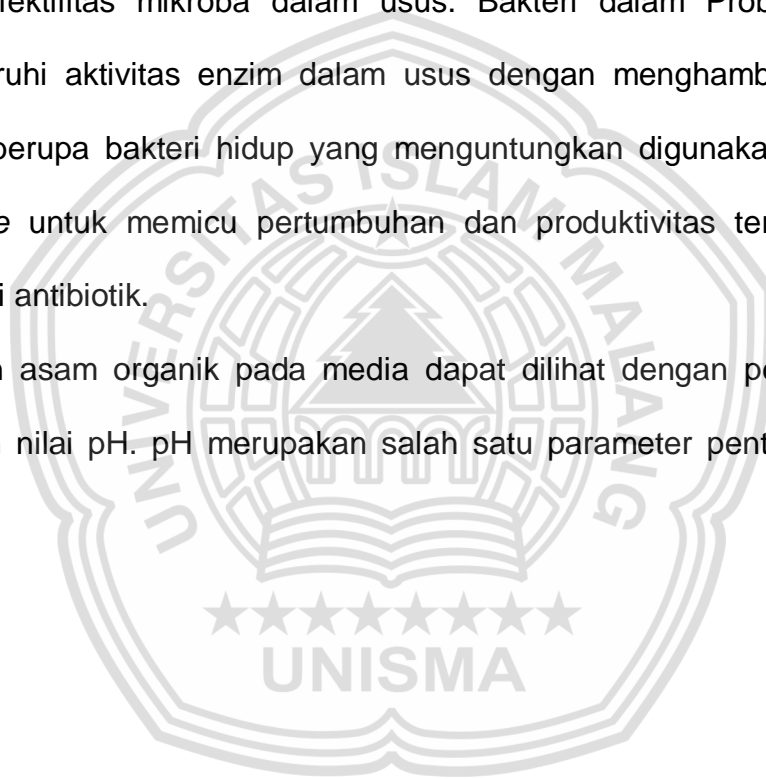 efektifitas mikroba dalam usus. Bakteri dalam Prob
ruhi aktivitas enzim dalam usus dengan menghamb
berupa bakteri hidup yang menguntungkan digunaka
e untuk memicu pertumbuhan dan produktivitas ter
i antibiotik.
asam organik pada media dapat dilihat dengan pe
nilai pH. pH merupakan salah satu parameter pent
UNIVERSITAS ISLAM MALANG
UNISMA